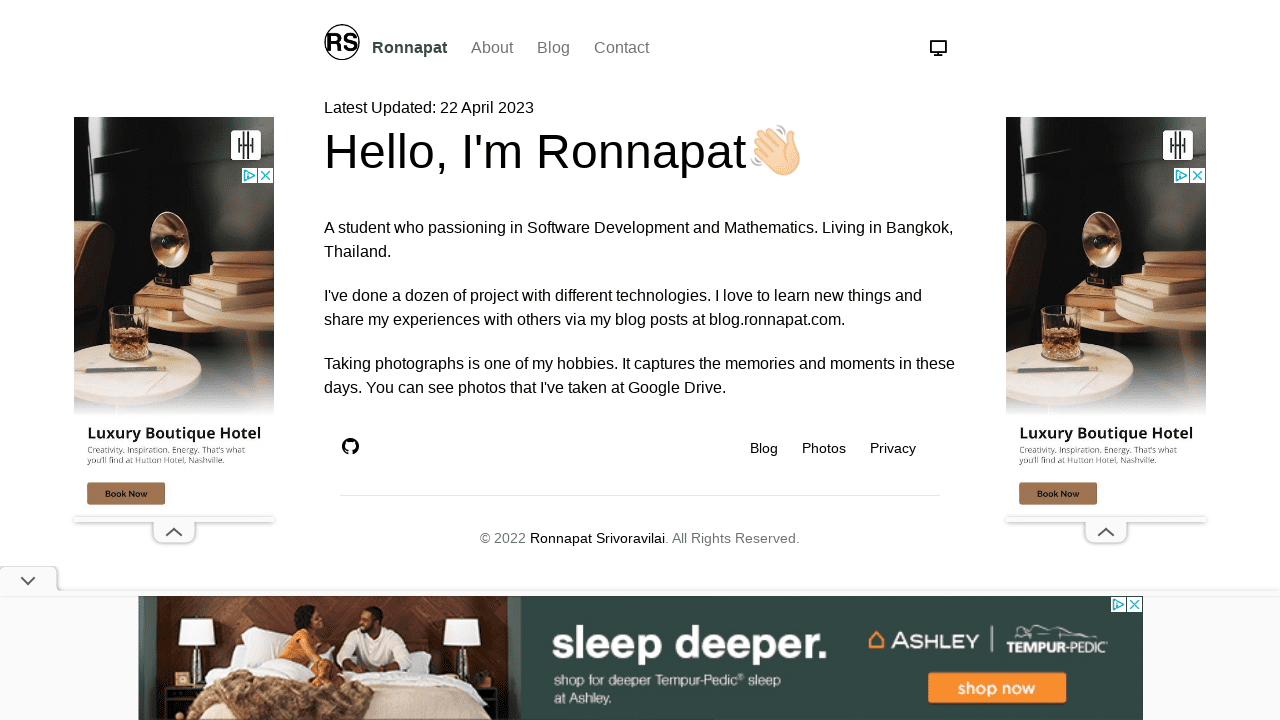 RS
Ronnapat
About
Blog
Contact
Latest Updated: 22 April 2023
Hello, I'm Ronnapat👋🏻
A student who passioning in Software Development and Mathematics. Living in Bangkok,
Thailand.
I've done a dozen of project with different technologies. I love to learn new things and
share my experiences with others via my blog posts at blog.ronnapat.com.
Taking photographs is one of my hobbies. It captures the memories and moments in these
days. You can see photos that I've taken at Google Drive.
Blog
Photos
Privacy
© 2022 Ronnapat Srivoravilai. All Rights Reserved.
Luxury Boutique Hotel
Creativity. Inspiration. Energy. That's what
you'll find at Hutton Hotel, Nashville.
Book Now
Luxury Boutique Hotel
Creativity. Inspiration. Energy. That's what
you'll find at Hutton Hotel, Nashville.
Book Now
sleep deeper.
shop for deeper Tempur-Pedic® sleep
at Ashley.
ASHLEY
TEMPUR-PEDIC
shop now